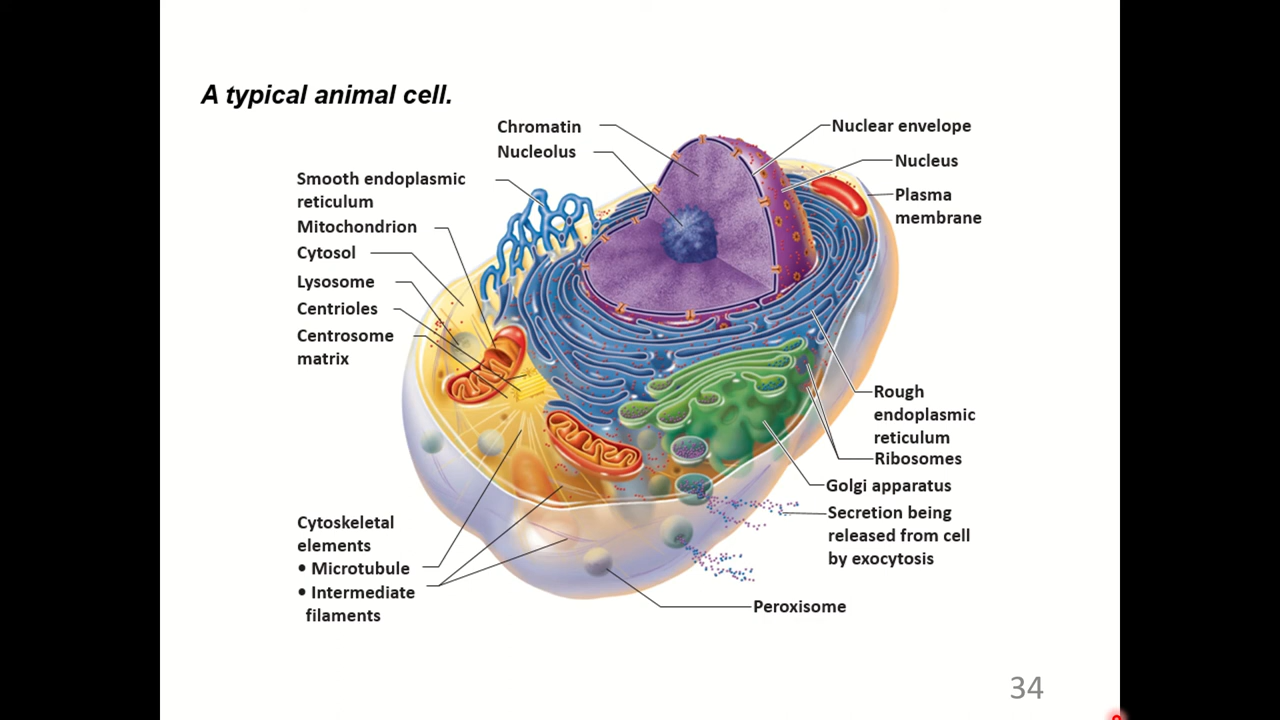 A typical animal cell.
Chromatin
Nucleolus
Smooth endoplasmic
reticulum
Mitochondrion
Cytosol
Lysosome
Centrioles
Centrosome
matrix
Cytoskeletal
elements
• Microtubule
• Intermediate
filaments
Nuclear envelope
Nucleus
Plasma
membrane
Rough
endoplasmic
reticulum
Ribosomes
Golgi apparatus
Secretion being
released from cell
by exocytosis
Peroxisome
34